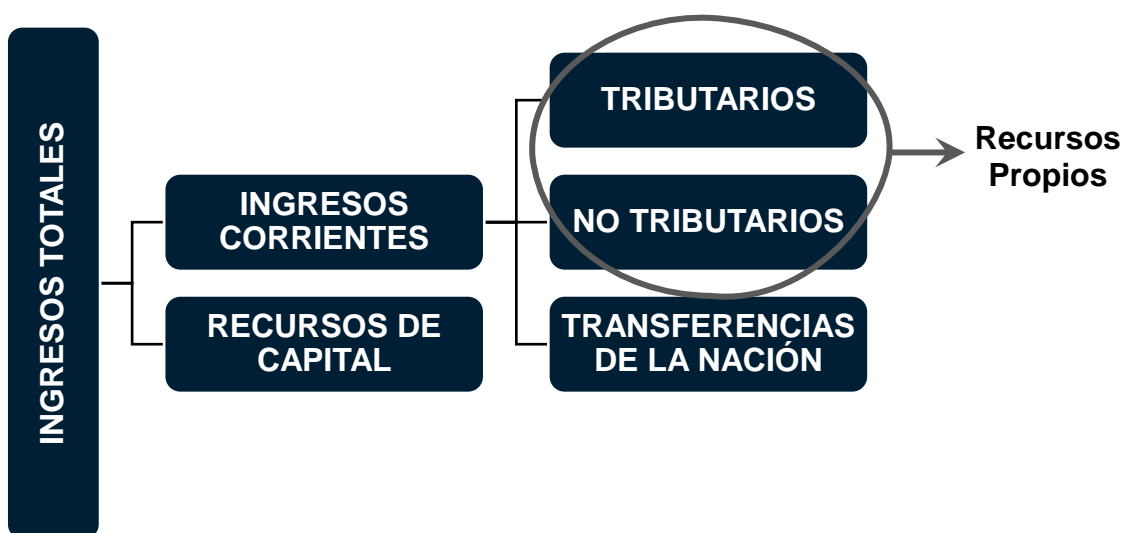 INGRESOS TOTALES
INGRESOS
CORRIENTES
RECURSOS DE
CAPITAL
TRIBUTARIOS
NO TRIBUTARIOS
TRANSFERENCIAS
DE LA NACIÓN
Recursos
Propios